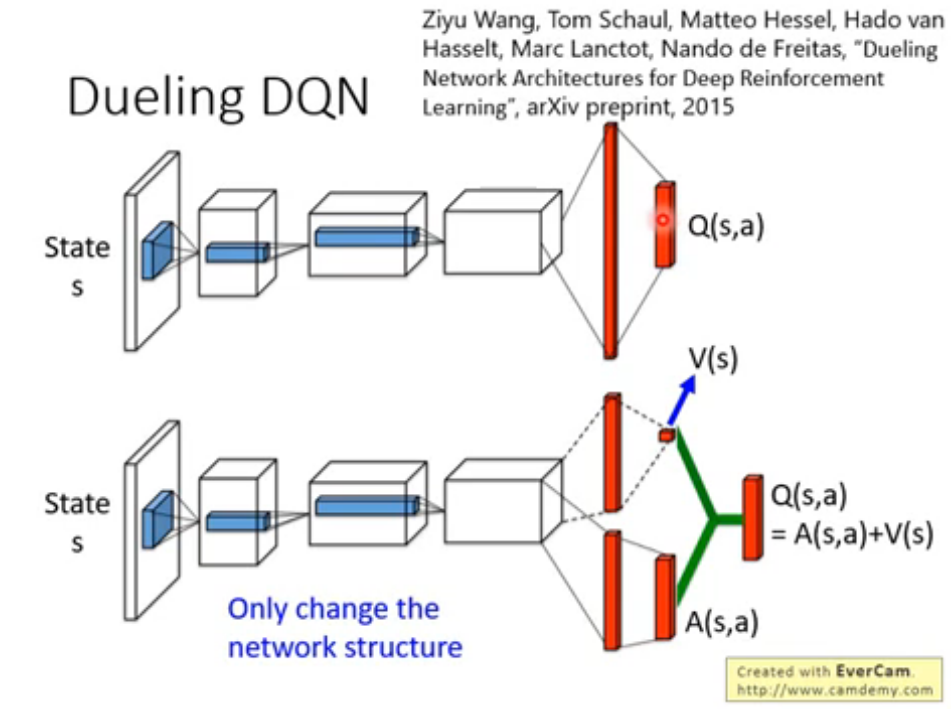 Ziyu Wang, Tom Schaul, Matteo Hessel, Hado van
Hasselt, Marc Lanctot, Nando de Freitas, “Dueling
Network Architectures for Deep Reinforcement
Learning”, arXiv preprint, 2015
Dueling DQN
State
s
Q(s,a)
V(s)
State
s
Q(s,a)
= A(s,a)+V(s)
Only change the
network structure
A(s,a)
Created with EverCam.
http://www.camdemy.com